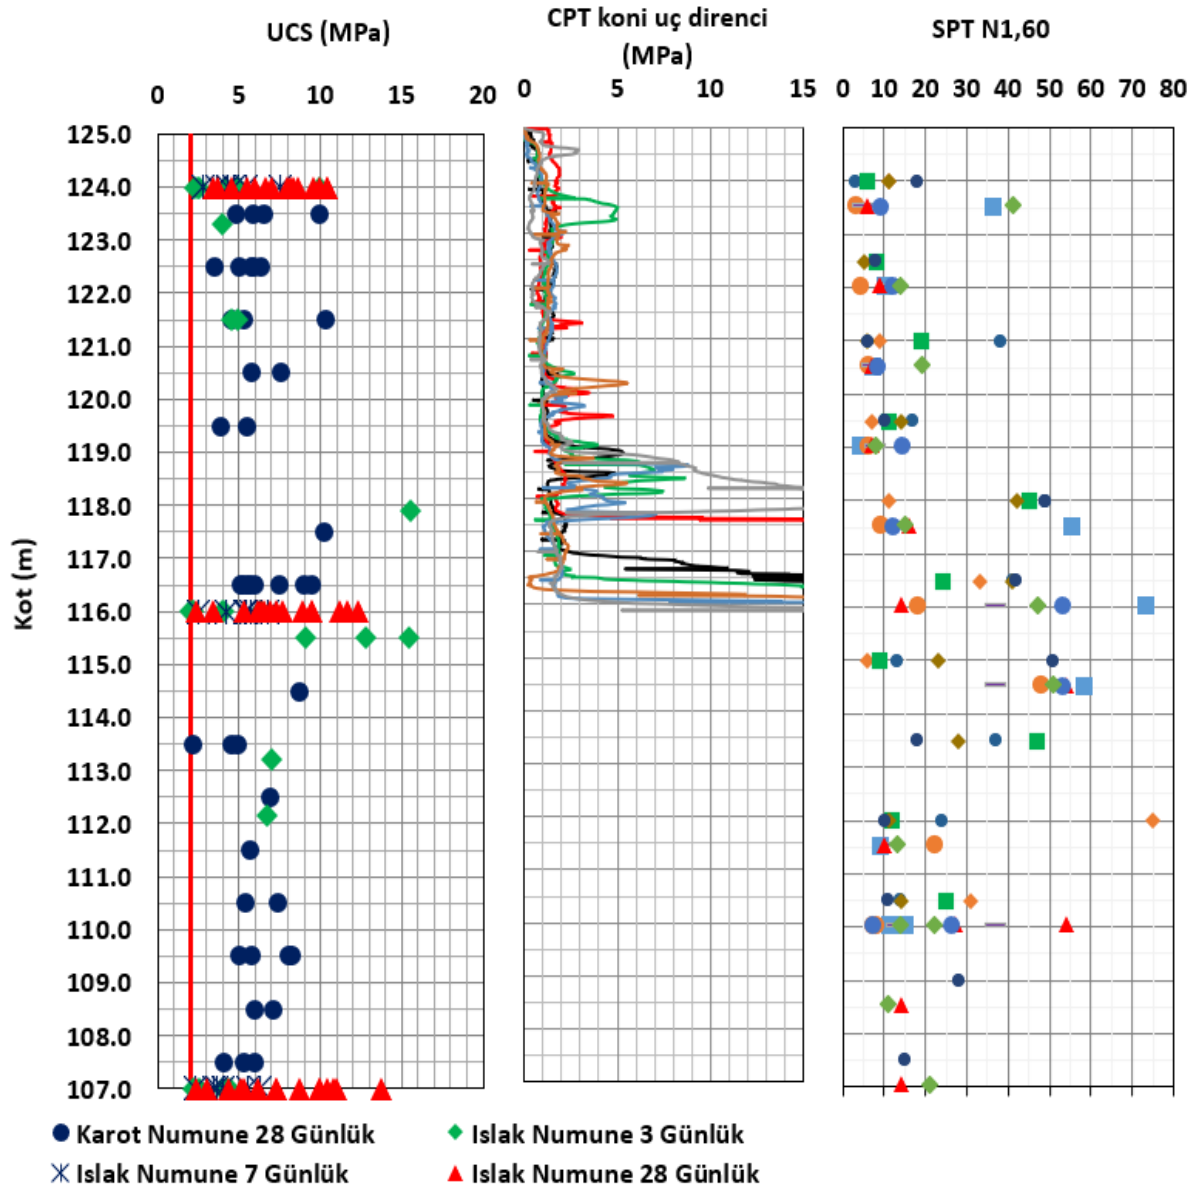 UCS (MPa)
CPT koni uç direnci
(MPa)
SPT N1,60
0 5 10 15 20
0 5 10 15
0 10 20 30 40 50 60 70 80
125.0
124.0
123.0
122.0
121.0
120.0
119.0
118.0
117.0
116.0
115.0
114.0
113.0
112.0
111.0
110.0
109.0
108.0
107.0
Kot (m)
Karot Numune 28 Günlük
Islak Numune 3 Günlük
Islak Numune 7 Günlük
Islak Numune 28 Günlük